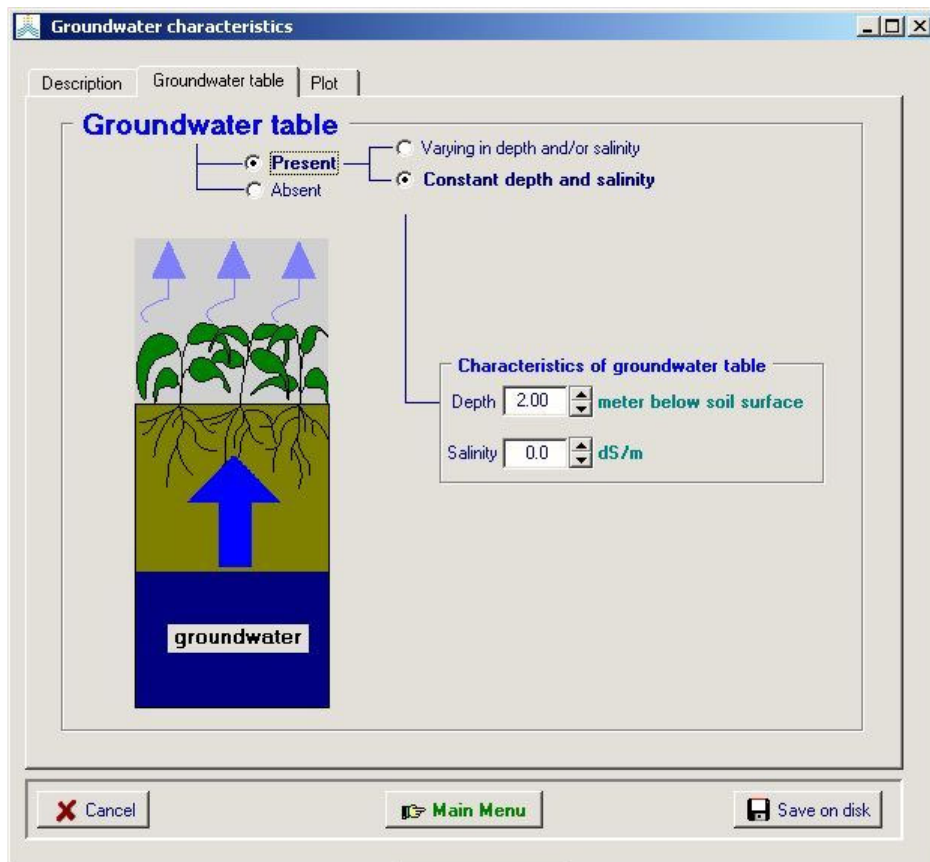 Groundwater characteristics
Description Groundwater table Plot
Groundwater table
Present Varying in depth and/or salinity
Absent Constant depth and salinity
Characteristics of groundwater table
Depth 2.00 meter below soil surface
Salinity 0.0 dS/m
groundwater
Cancel Main Menu Save on disk